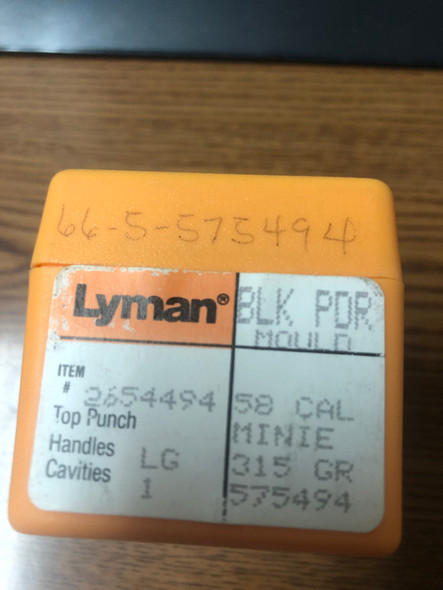 66-5-575494
Lyman®
BLK PDR
MOULD
ITEM
# 2654494
Top Punch
Handles LG
Cavities 1
58 CAL
MINIE
315 GR
575494